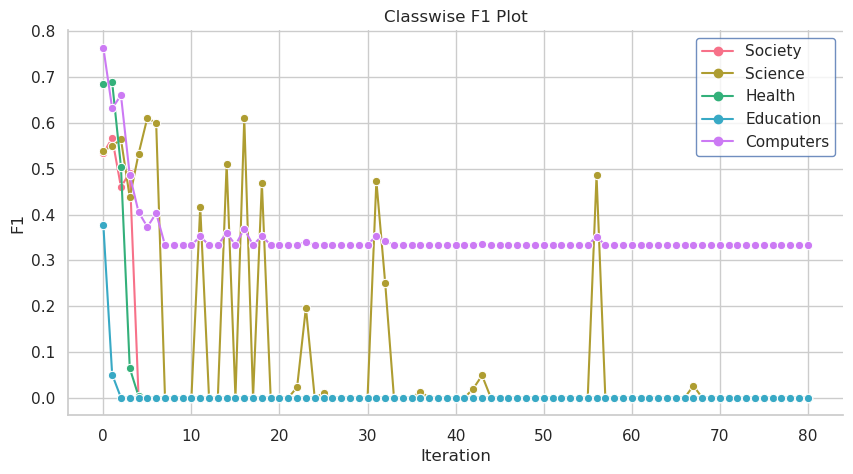 Classwise F1 Plot
0.8
0.7
0.6
0.5
0.4
0.3
0.2
0.1
0.0
F1
0 10 20 30 40 50 60 70 80
Iteration
Society
Science
Health
Education
Computers